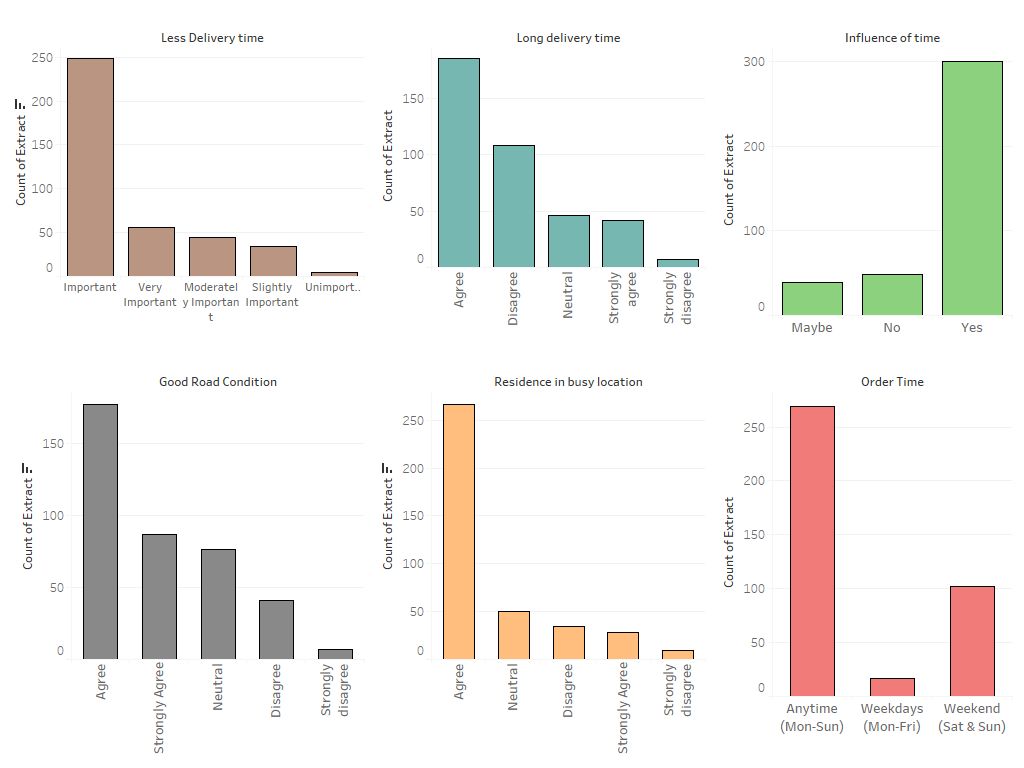 Less Delivery time
Count of Extract
250
200
150
100
50
0
Important
Very
Important
Moderatel
y Importan
t
Slightly
Important
Unimport..
Long delivery time
Count of Extract
150
100
50
0
Agree
Disagree
Neutral
Strongly
agree
Strongly
disagree
Influence of time
Count of Extract
300
200
100
0
Maybe
No
Yes
Good Road Condition
Count of Extract
150
100
50
0
Agree
Strongly Agree
Neutral
Disagree
Strongly
disagree
Residence in busy location
Count of Extract
250
200
150
100
50
0
Agree
Neutral
Disagree
Strongly Agree
Strongly
disagree
Order Time
Count of Extract
250
200
150
100
50
0
Anytime
(Mon-Sun)
Weekdays
(Mon-Fri)
Weekend
(Sat & Sun)